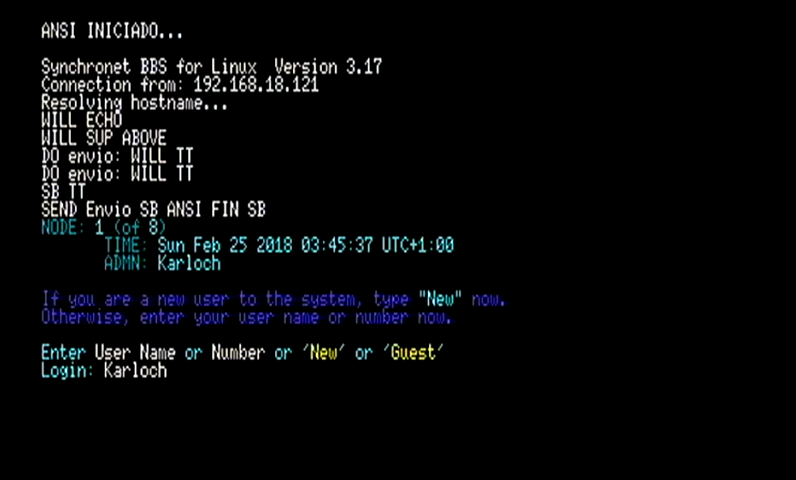 ANSI INICIADO...
Synchronet BBS for Linux  Version 3.17
Connection from: 192.168.18.121
Resolving hostname...
WILL ECHO
WILL SUP ABOVE
DO envio: WILL TT
DO envio: WILL TT
SB TT
SEND Envio SB ANSI FIN SB
NODE: 1 (of 8)
TIME: Sun Feb 25 2018 03:45:37 UTC+1:00
ADMN: Karloch
If you are a new user to the system, type "New" now.
Otherwise, enter your user name or number now.
Enter User Name or Number or 'New' or 'Guest'
Login: Karloch